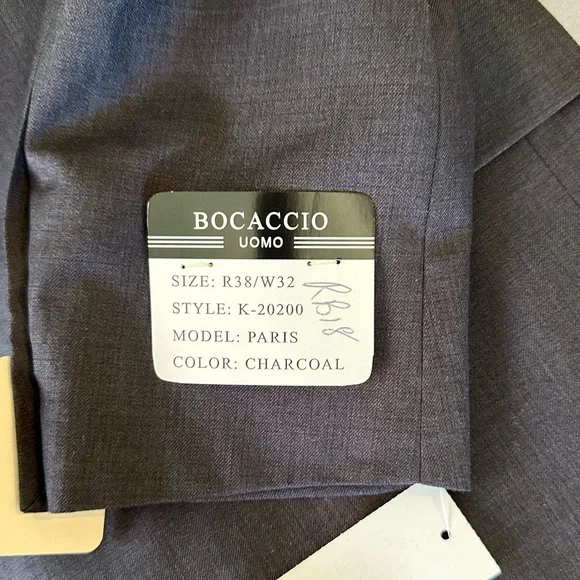 BOCACCIO
UOMO
SIZE: R38/W32
STYLE: K-20200
MODEL: PARIS
COLOR: CHARCOAL